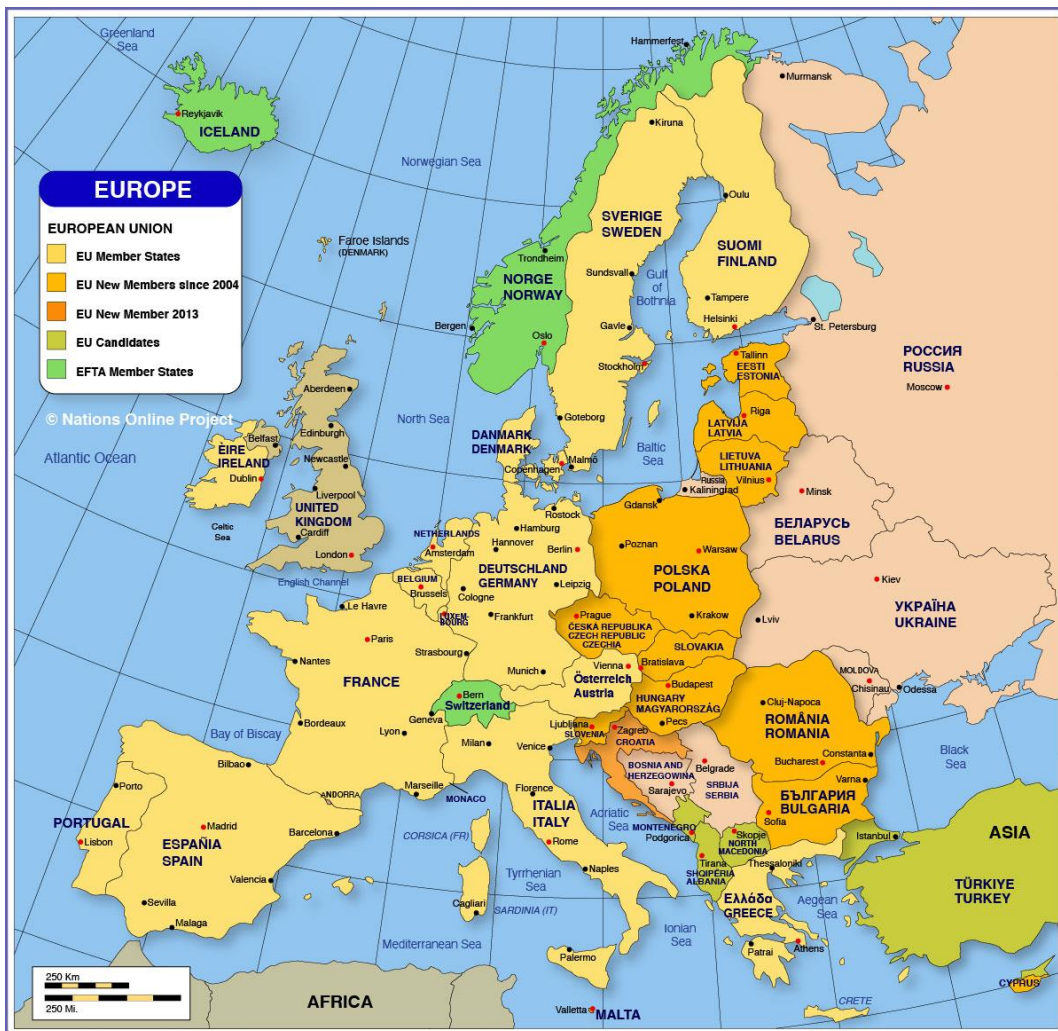 Greenland
Sea
Hammerfest
Murmansk
Reykjavik
ICELAND
Kiruna
Norwegian Sea
EUROPE
EUROPEAN UNION
EU Member States
EU New Members since 2004
EU New Member 2013
EU Candidates
EFTA Member States
Oulu
SVERIGE
SWEDEN
SUOMI
FINLAND
Faroe Islands
(DENMARK)
Trondheim
NORGE
NORWAY
Sundsvall
Gulf
of
Bothnia
Tampere
Helsinki
St. Petersburg
Bergen
Oslo
Gavle
Stockholm
Tallinn
EESTI
ESTONIA
РОССИЯ
RUSSIA
Moscow
Aberdeen
© Nations Online Project
North Sea
Goteborg
Riga
LATVIJA
LATVIA
Edinburgh
Belfast
DANMARK
DENMARK
Baltic
Sea
Atlantic Ocean
ÈIRE
IRELAND
Newcastle
Copenhagen
Malmö
LIETUVA
LITHUANIA
Vilnius
Dublin
Liverpool
Russia
Kaliningrad
Minsk
UNITED
KINGDOM
Rostock
Gdansk
БЕЛАРУСЬ
BELARUS
Celtic
Sea
Cardiff
NETHERLANDS
Hamburg
Hannover
Amsterdam
Berlin
Poznan
Warsaw
London
DEUTSCHLAND
GERMANY
POLSKA
POLAND
English Channel
BELGIUM
Brussels
Cologne
Leipzig
Kiev
Le Havre
LUXEM-
BOURG
Frankfurt
Prague
Krakow
Lviv
УКРАЇНА
UKRAINE
ČESKÁ REPUBLIKA
CZECH REPUBLIC
CZECHIA
Paris
SLOVAKIA
Nantes
Strasbourg
Munich
Vienna
Bratislava
Österreich
Austria
MOLDOVA
Chisinau
Odessa
FRANCE
Bern
Switzerland
Budapest
HUNGARY
MAGYARORSZÁG
Cluj-Napoca
Geneva
Bordeaux
Lyon
Ljubljana
SLOVENIA
Pecs
ROMÂNIA
ROMANIA
Bay of Biscay
Milan
Venice
Zagreb
CROATIA
Constanta
Black
Sea
Bilbao
BOSNIA AND
HERZEGOVINA
Sarajevo
Belgrade
SRBIJA
SERBIA
Bucharest
Varna
Porto
ANDORRA
Marseille
MONACO
Florence
ITALIA
ITALY
Adriatic
Sea
БЪЛГАРИЯ
BULGARIA
Sofia
PORTUGAL
Lisbon
Madrid
Barcelona
CORSICA (FR)
MONTENEGRO
Podgorica
Skopje
NORTH
MACEDONIA
Istanbul
ASIA
ESPAÑIA
SPAIN
Rome
Tirana
SHQIPËRIA
ALBANIA
Thessaloniki
Valencia
Tyrrhenian
Sea
Naples
TÜRKIYE
TURKEY
Sevilla
Cagliari
SARDINIA (IT)
Ελλάδα
GREECE
Aegean
Sea
Malaga
Mediterranean Sea
Ionian
Sea
Palermo
Patrai
Athens
250 Km
250 Mi.
AFRICA
Valletta
MALTA
CRETE
CYPRUS